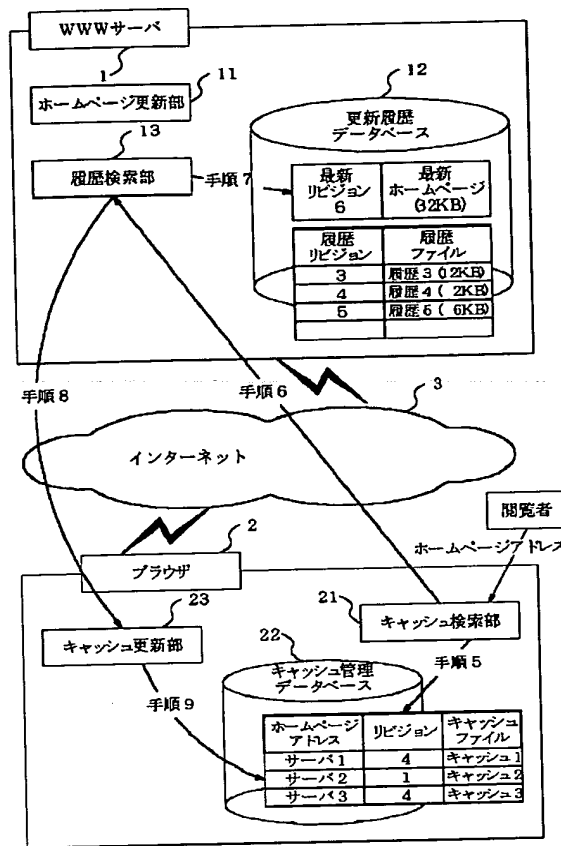 WWWサーバ
1
ホームページ更新部
11
13
履歴検索部
手順7
12
更新履歴
データベース
最新
リビジョン
6
最新
ホームページ
(32KB)
履歴
リビジョン
履歴
ファイル
3
履歴3(12KB)
4
履歴4( 2KB)
5
履歴5( 6KB)
手順8
手順6
3
インターネット
閲覧者
ホームページアドレス
2
ブラウザ
23
キャッシュ更新部
21
キャッシュ検索部
手順5
22
キャッシュ管理
データベース
手順9
ホームページ
アドレス
リビジョン
キャッシュ
ファイル
サーバ1
4
キャッシュ1
サーバ2
1
キャッシュ2
サーバ3
4
キャッシュ3